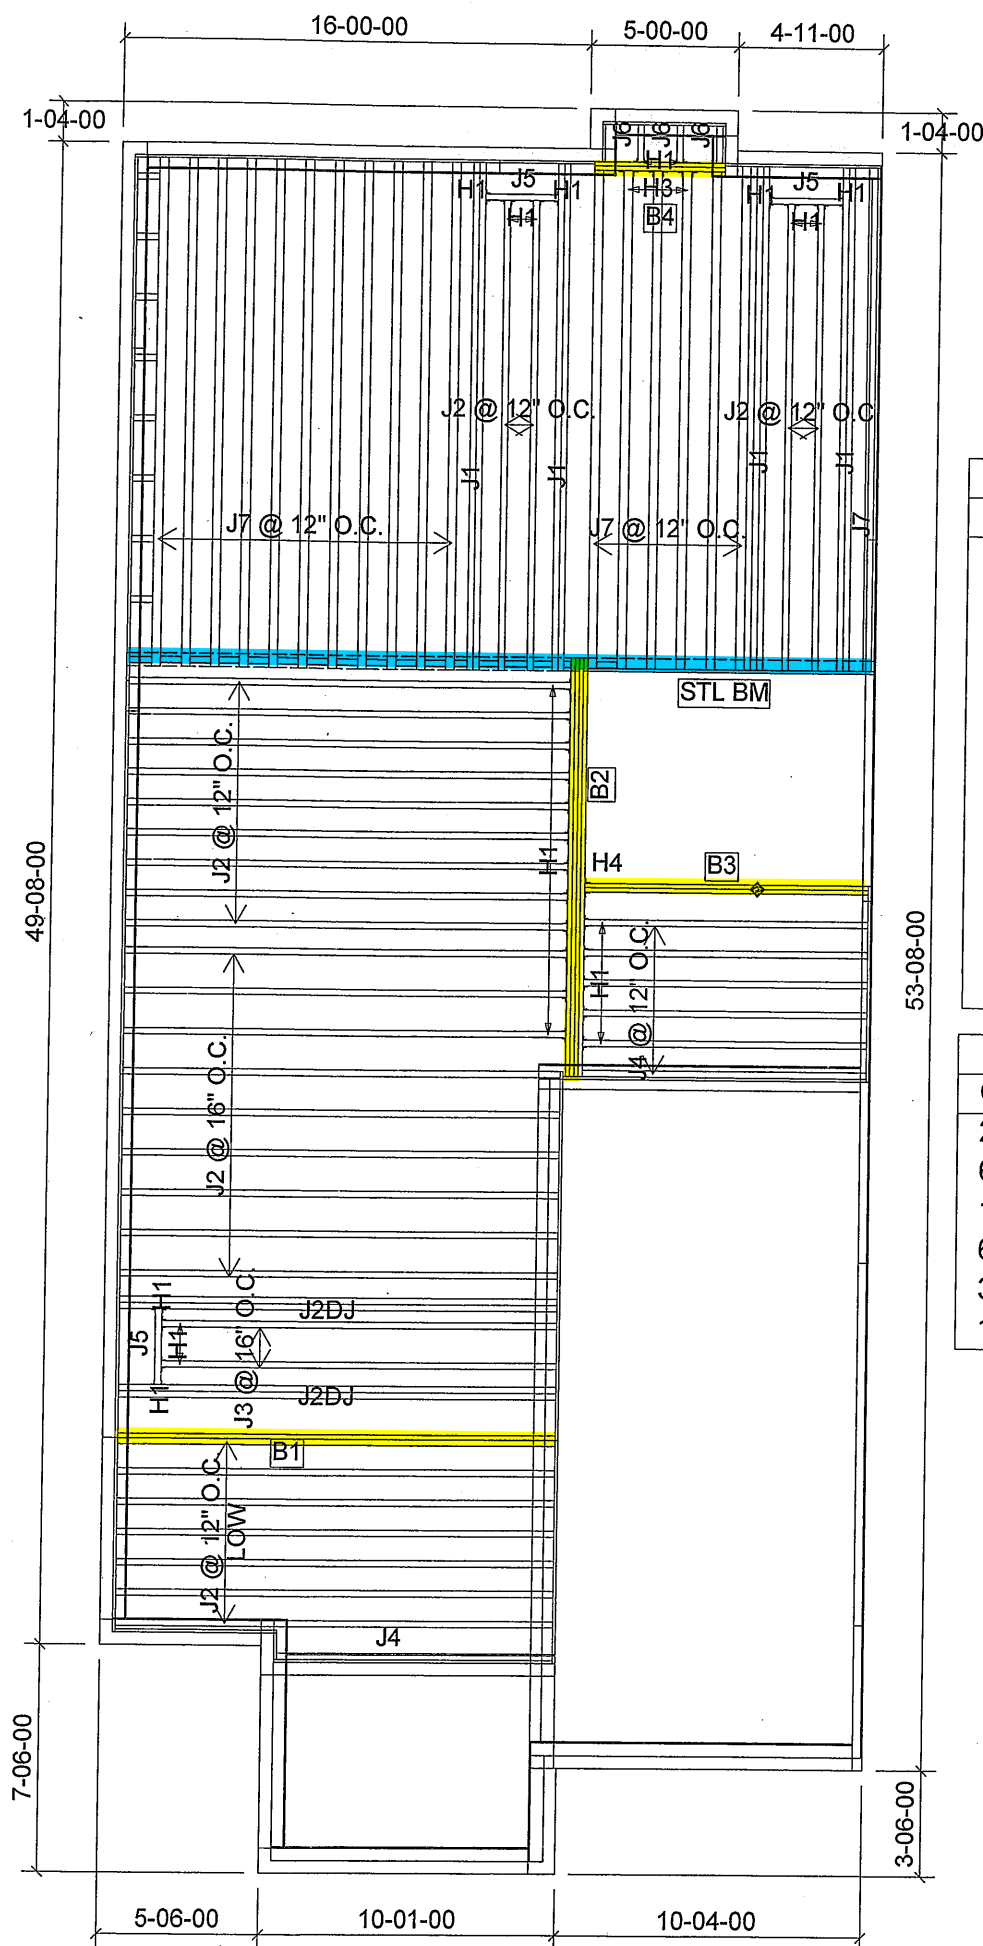 16-00-00
5-00-00
4-11-00
1-04-00
1-04-00
J6
J6
J6
H1
H1
J5
H1
H1
H3
B4
H1
J5
H1
H1
J2 @ 12" O.C.
J2 @ 12" O.C
J1
J1
J1
J1
J7 @ 12" O.C.
J7 @ 12" O.C.
J7
STL BM
J2 @ 12" O.C.
B2
H1
H4
B3
49-08-00
53-08-00
H1
J4 @ 12" O.C.
J2 @ 16" O.C.
H1
J5
H1
H1
J3 @ 16" O.C.
J2DJ
J2DJ
B1
J2 @ 12" O.C.
LOW
J4
7-06-00
3-06-00
5-06-00
10-01-00
10-04-00